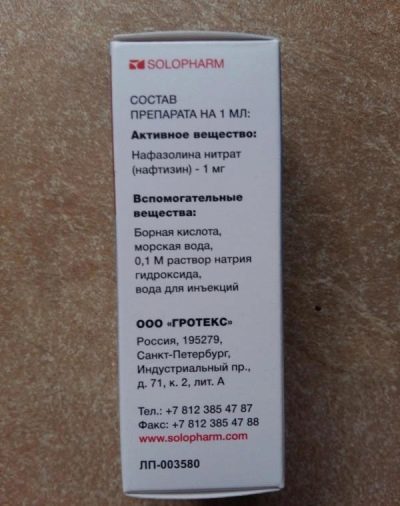 SOLOPHARM
СОСТАВ
ПРЕПАРАТА НА 1 МЛ:
Активное вещество:
Нафазолина нитрат
(нафтизин) - 1 мг
Вспомогательные
вещества:
Борная кислота,
морская вода,
0,1 М раствор натрия
гидроксида,
вода для инъекций
ООО «ГРОТЕКС»
Россия, 195279,
Санкт-Петербург,
Индустриальный пр.,
д. 71, к. 2, лит. А
Тел.: +7 812 385 47 87
Факс: +7 812 385 47 88
www.solopharm.com
ЛП-003580